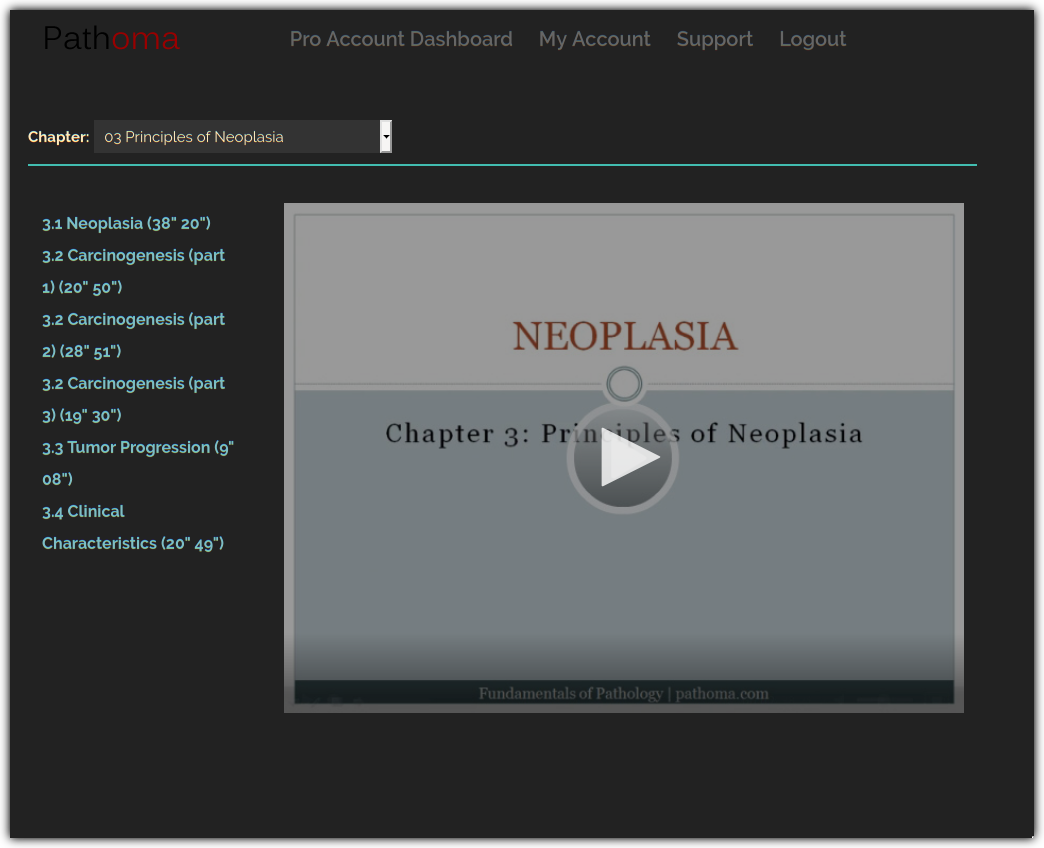 Pathoma
Pro Account Dashboard My Account Support Logout
Chapter: 03 Principles of Neoplasia
3.1 Neoplasia (38" 20")
3.2 Carcinogenesis (part
1) (20" 50")
3.2 Carcinogenesis (part
2) (28" 51")
3.2 Carcinogenesis (part
3) (19" 30")
3.3 Tumor Progression (9"
08")
3.4 Clinical
Characteristics (20" 49")
NEOPLASIA
Chapter 3: Principles of Neoplasia
Fundamentals of Pathology | pathoma.com